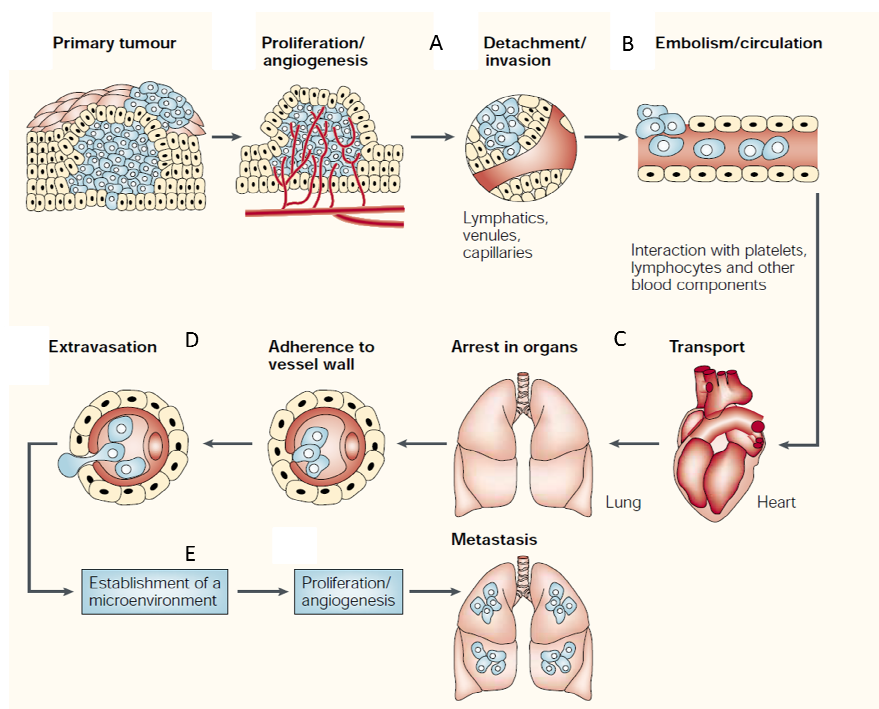 Primary tumour
Proliferation/
angiogenesis
A
Detachment/
invasion
B
Embolism/circulation
Lymphatics,
venules,
capillaries
Interaction with platelets,
lymphocytes and other
blood components
Extravasation
D
Adherence to
vessel wall
Arrest in organs
C
Transport
Lung
Heart
E
Establishment of a
microenvironment
Proliferation/
angiogenesis
Metastasis